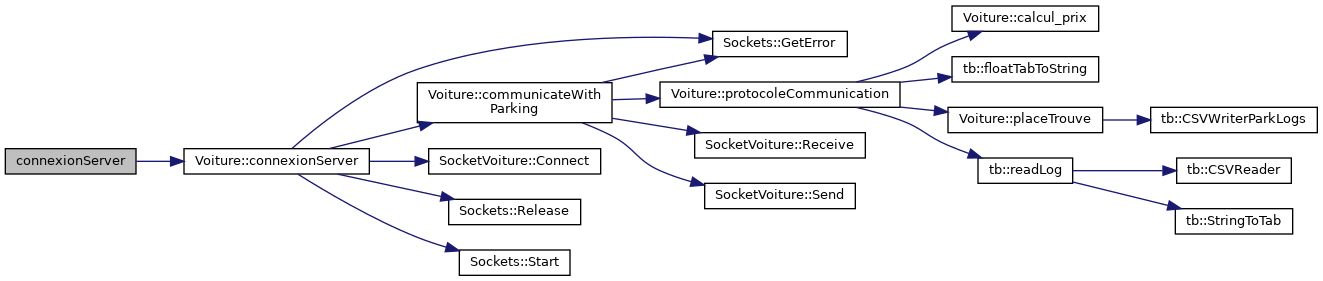 connexionServer
Voiture::connexionServer
Sockets::GetError
Voiture::communicateWith
Parking
Voiture::protocoleCommunication
Voiture::calcul_prix
tb::floatTabToString
Voiture::placeTrouve
tb::CSVWriterParkLogs
tb::readLog
tb::CSVReader
tb::StringToTab
SocketVoiture::Receive
SocketVoiture::Send
SocketVoiture::Connect
Sockets::Release
Sockets::Start